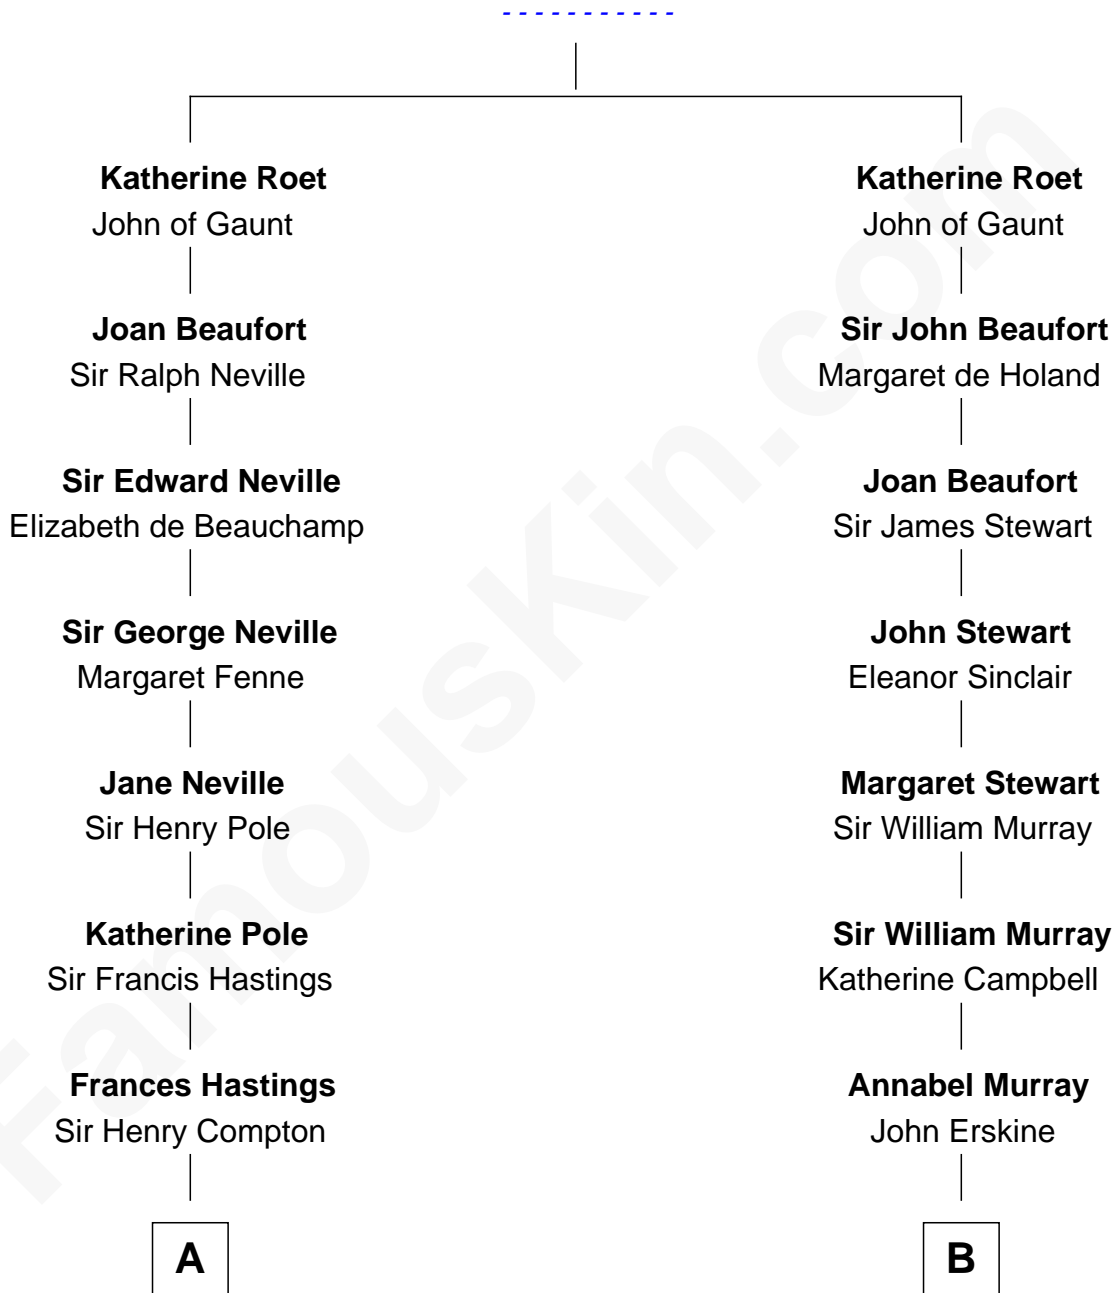 - - - - - - - - - - -
Katherine Roet
John of Gaunt
Joan Beaufort
Sir Ralph Neville
Sir Edward Neville
Elizabeth de Beauchamp
Sir George Neville
Margaret Fenne
Jane Neville
Sir Henry Pole
Katherine Pole
Sir Francis Hastings
Frances Hastings
Sir Henry Compton
A
Katherine Roet
John of Gaunt
Sir John Beaufort
Margaret de Holand
Joan Beaufort
Sir James Stewart
John Stewart
Eleanor Sinclair
Margaret Stewart
Sir William Murray
Sir William Murray
Katherine Campbell
Annabel Murray
John Erskine
B
FamousKin.com